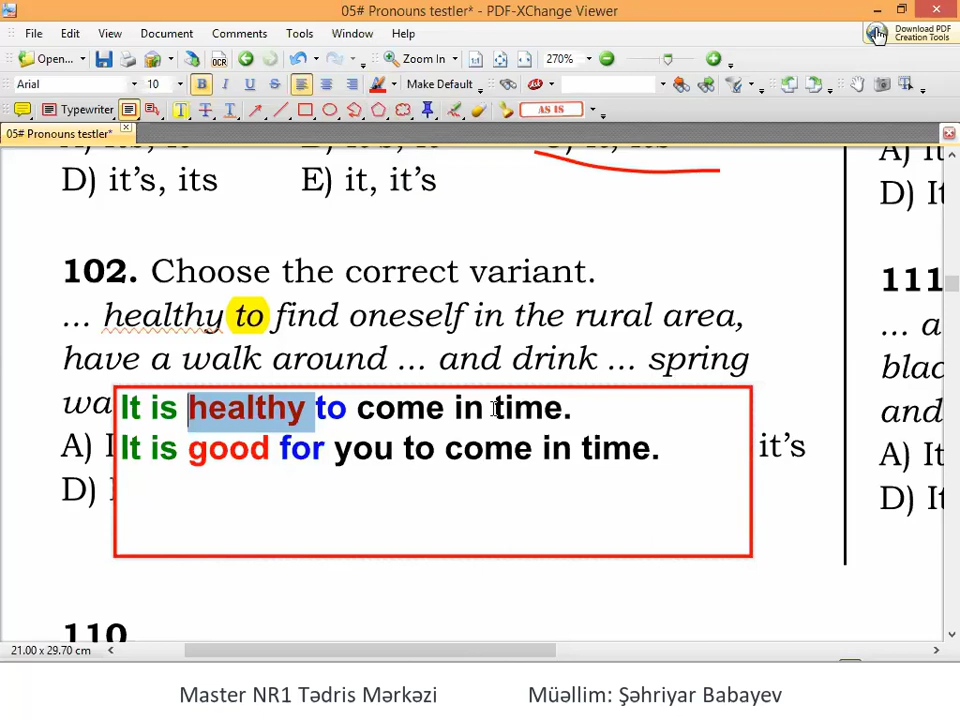 05# Pronouns testler* - PDF-XChange Viewer
File Edit View Document Comments Tools Window Help
Download PDF Creation Tools
Open... OCR Zoom In 270%
Arial 10 B I U S Make Default
Typewriter T T T AS IS
05# Pronouns testler*
D) it's, its E) it, it's
A) It
D) It
102. Choose the correct variant.
... healthy to find oneself in the rural area,
have a walk around ... and drink ... spring
wa
It is healthy to come in time.
It is good for you to come in time.
A) I it's
D)
111
... a
blac
and
A) It
D) It
110
21.00 x 29.70 cm
Master NR1 Tədris Mərkəzi Müəllim: Şəhriyar Babayev